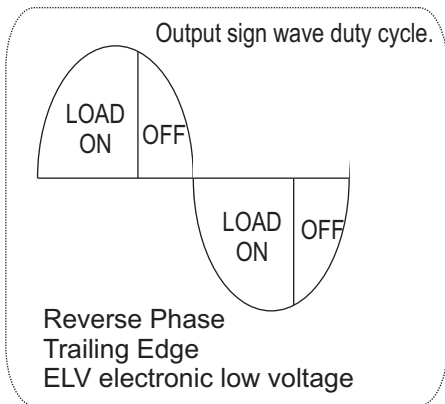 Output sign wave duty cycle.
LOAD
ON
OFF
LOAD
ON
OFF
Reverse Phase
Trailing Edge
ELV electronic low voltage